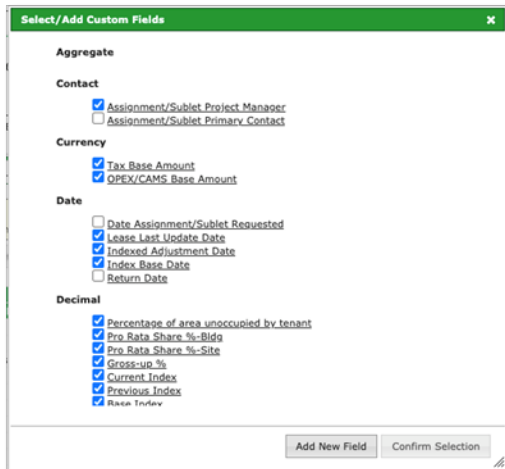 Select/Add Custom Fields
Aggregate
Contact
Assignment/Sublet Project Manager
Assignment/Sublet Primary Contact
Currency
Tax Base Amount
OPEX/CAMS Base Amount
Date
Date Assignment/Sublet Requested
Lease Last Update Date
Indexed Adjustment Date
Index Base Date
Return Date
Decimal
Percentage of area unoccupied by tenant
Pro Rata Share %-Bldg
Pro Rata Share %-Site
Gross-up %
Current Index
Previous Index
Base Index
Add New Field
Confirm Selection